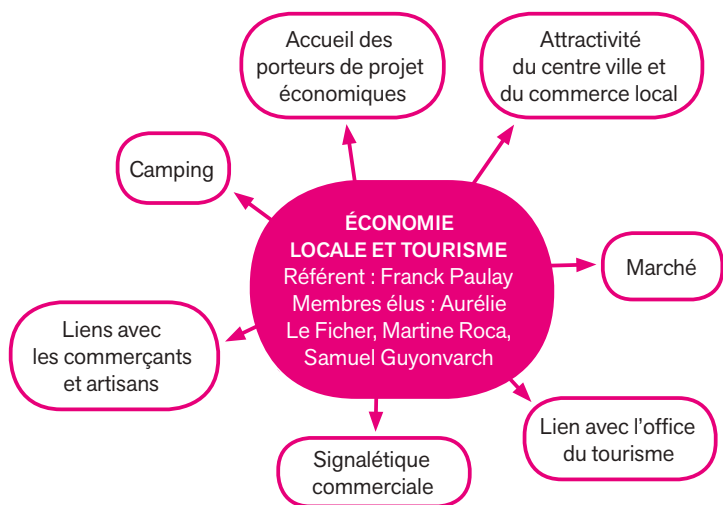 Accueil des
porteurs de projet
économiques
Attractivité
du centre ville et
du commerce local
Camping
ÉCONOMIE
LOCALE ET TOURISME
Référent : Franck Paulay
Membres élus : Aurélie
Le Ficher, Martine Roca,
Samuel Guyonvarch
Marché
Liens avec
les commerçants
et artisans
Lien avec l'office
du tourisme
Signalétique
commerciale